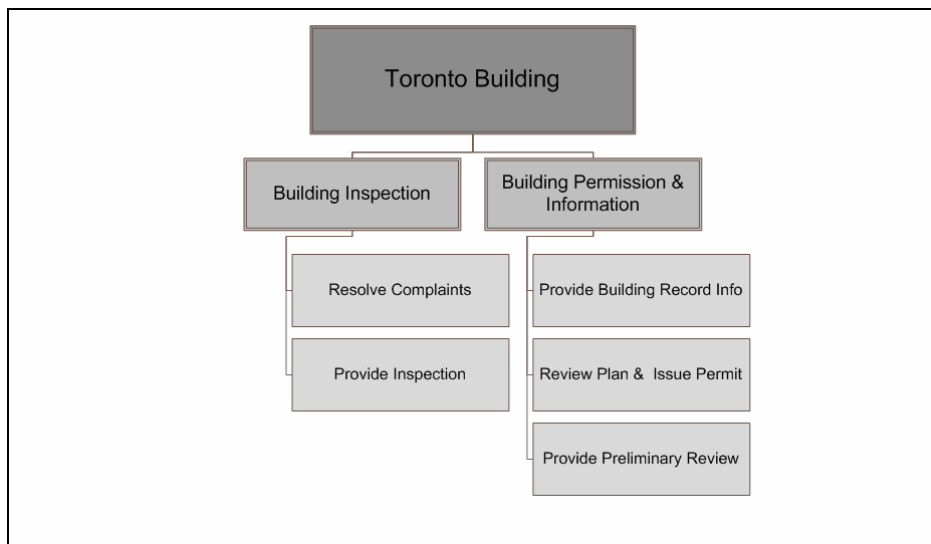 Toronto Building
Building Inspection
Building Permission &
Information
Resolve Complaints
Provide Inspection
Provide Building Record Info
Review Plan & Issue Permit
Provide Preliminary Review